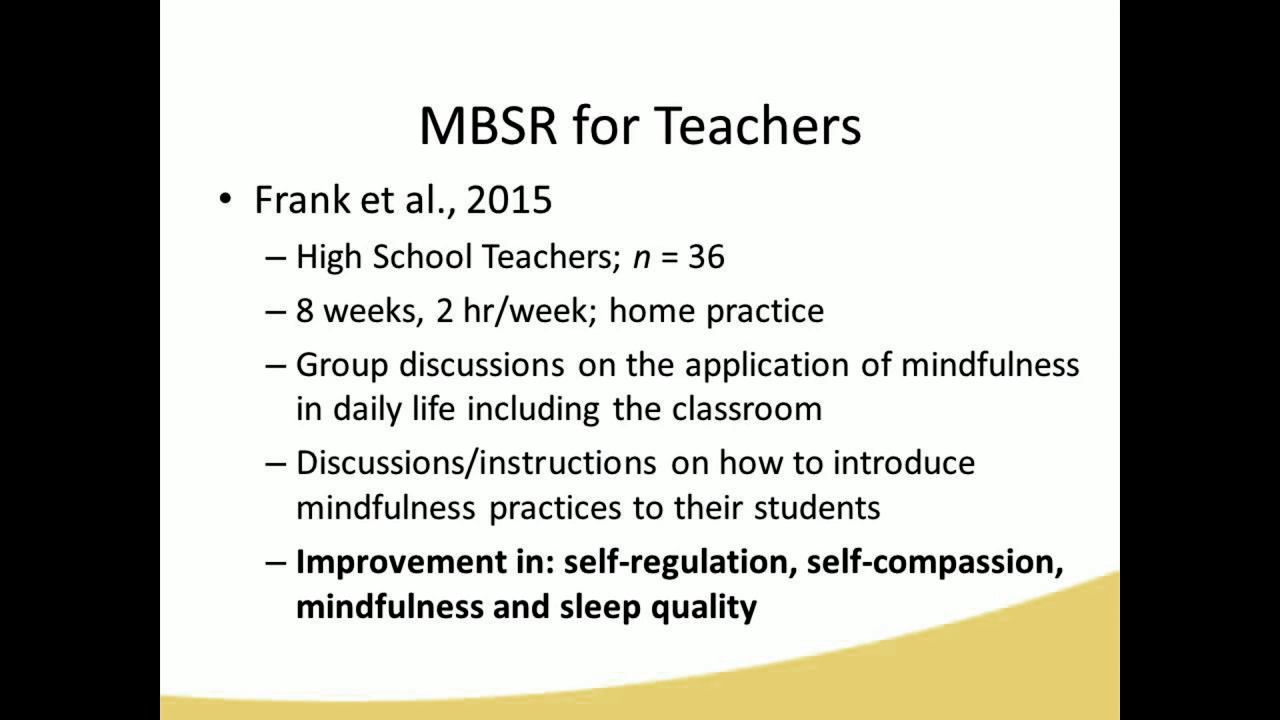 MBSR for Teachers
• Frank et al., 2015
– High School Teachers; n = 36
– 8 weeks, 2 hr/week; home practice
– Group discussions on the application of mindfulness
in daily life including the classroom
– Discussions/instructions on how to introduce
mindfulness practices to their students
– Improvement in: self-regulation, self-compassion,
mindfulness and sleep quality